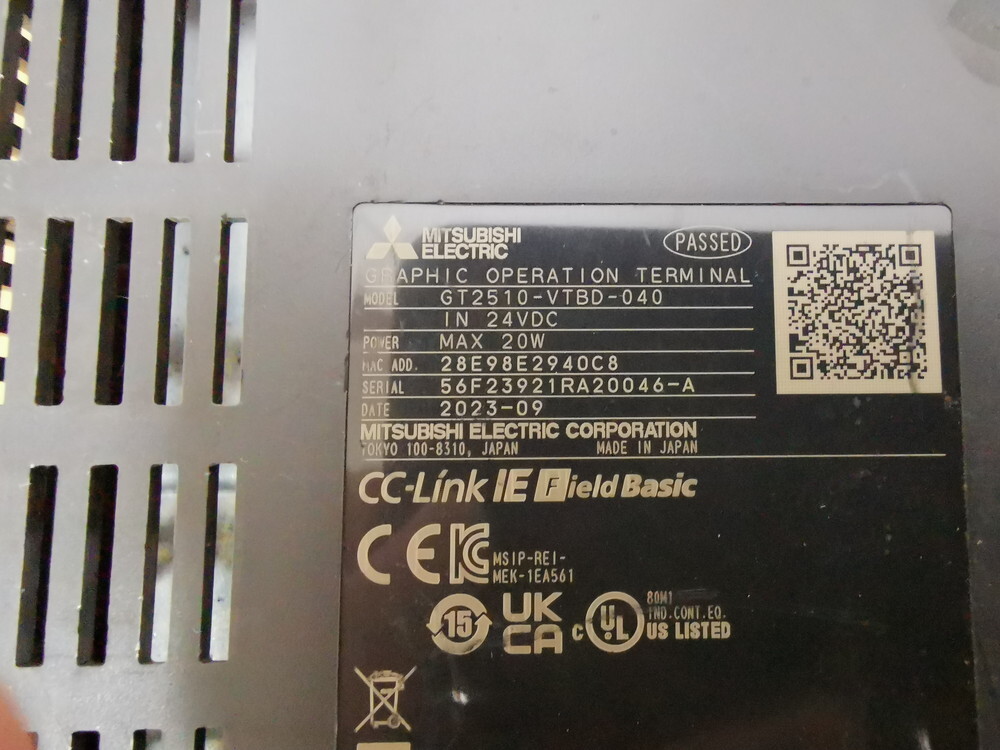 MITSUBISHI
ELECTRIC
PASSED
GRAPHIC OPERATION TERMINAL
MODEL GT2510-VTBD-040
IN 24VDC
POWER MAX 20W
MAC ADD. 28E98E2940C8
SERIAL 56F23921RA20046-A
DATE 2023-09
MITSUBISHI ELECTRIC CORPORATION
TOKYO 100-8310, JAPAN MADE IN JAPAN
CC-Link IE Field Basic
CE
MSIP-REI-
MEK-1EA561
15
UK
CA
c UL
80M1
IND.CONT.EQ.
US LISTED